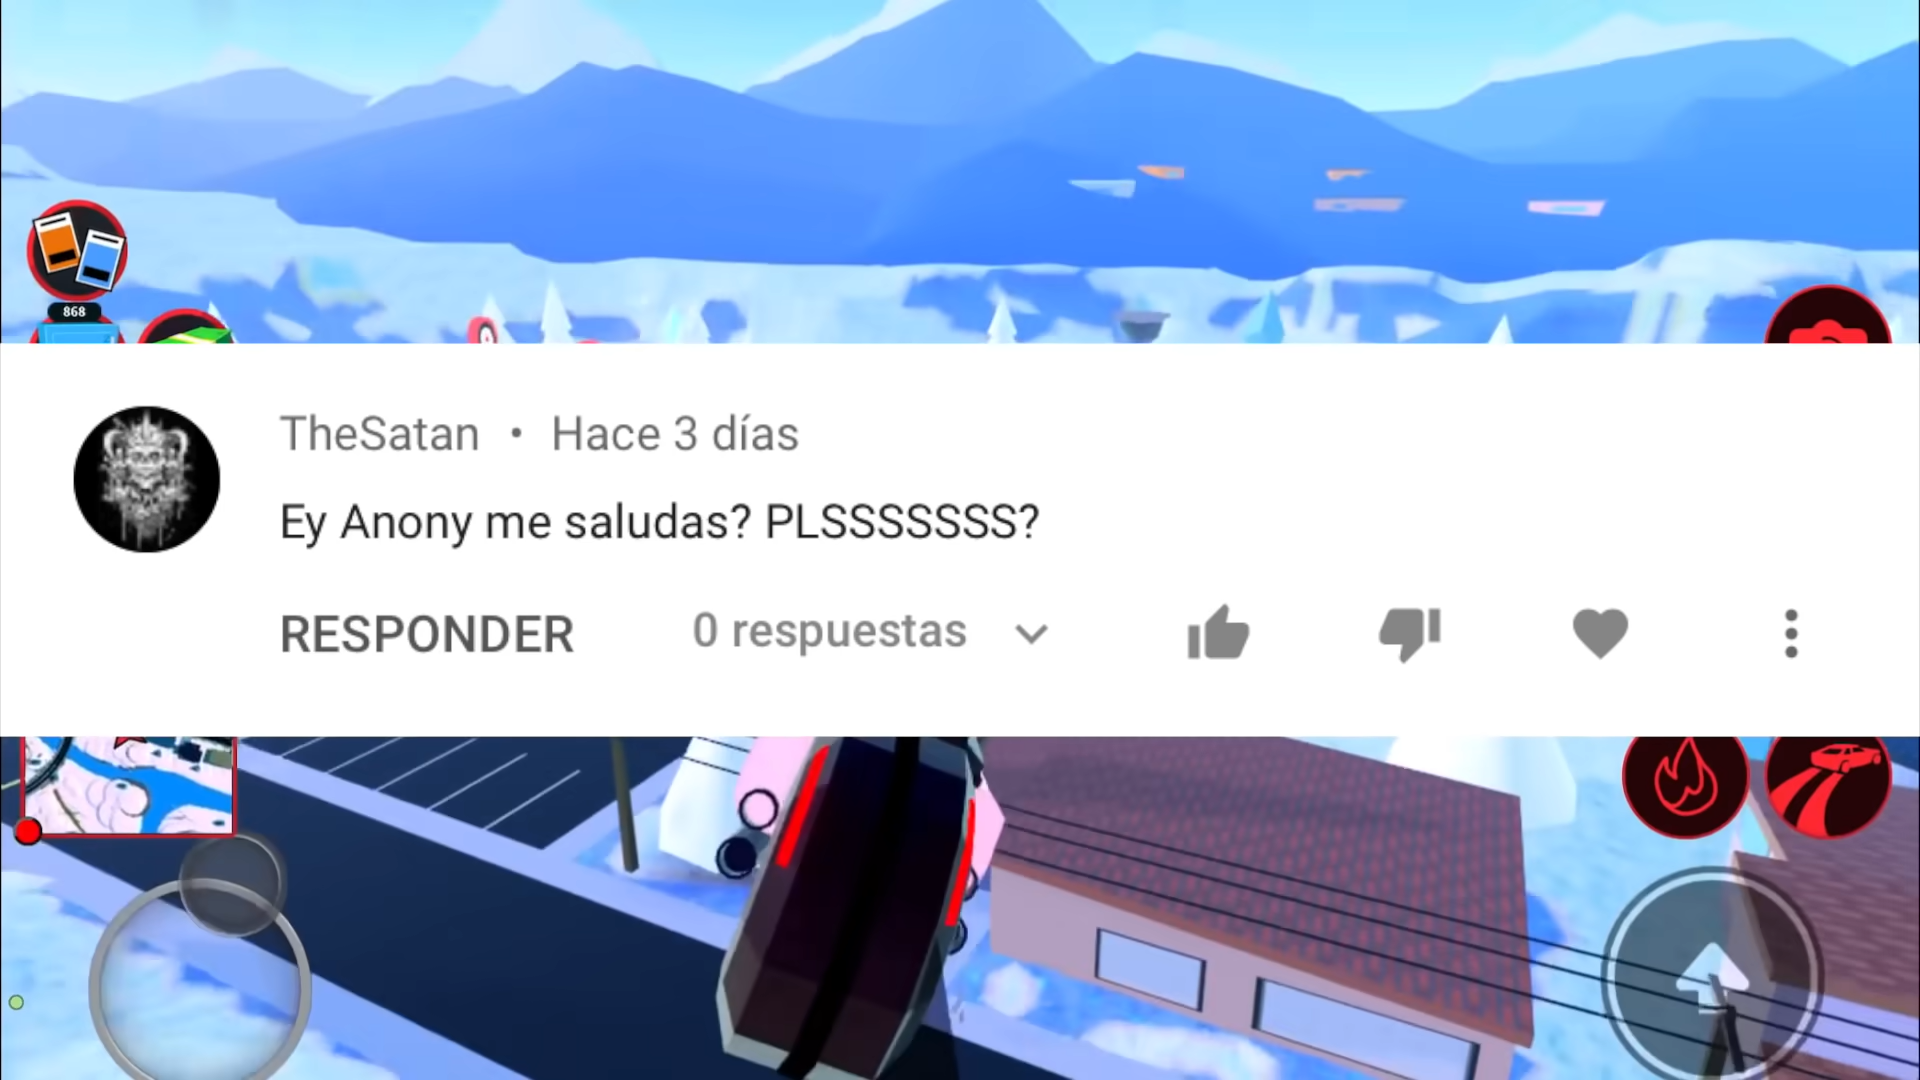 868
TheSatan • Hace 3 días
Ey Anony me saludas? PLSSSSSSS?
RESPONDER 0 respuestas